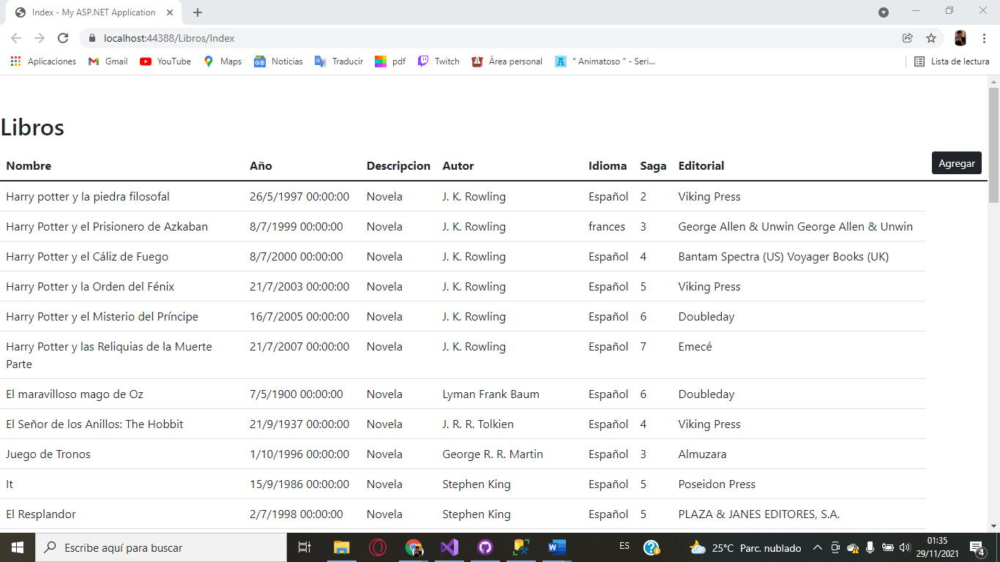 Index - My ASP.NET Application
localhost:44388/Libros/Index
Aplicaciones Gmail YouTube Maps Noticias Traducir pdf Twitch Área personal " Animatoso " - Seri... Lista de lectura
Libros
Nombre Año Descripcion Autor Idioma Saga Editorial Agregar
Harry potter y la piedra filosofal 26/5/1997 00:00:00 Novela J. K. Rowling Español 2 Viking Press
Harry Potter y el Prisionero de Azkaban 8/7/1999 00:00:00 Novela J. K. Rowling frances 3 George Allen & Unwin George Allen & Unwin
Harry Potter y el Cáliz de Fuego 8/7/2000 00:00:00 Novela J. K. Rowling Español 4 Bantam Spectra (US) Voyager Books (UK)
Harry Potter y la Orden del Fénix 21/7/2003 00:00:00 Novela J. K. Rowling Español 5 Viking Press
Harry Potter y el Misterio del Príncipe 16/7/2005 00:00:00 Novela J. K. Rowling Español 6 Doubleday
Harry Potter y las Reliquias de la Muerte 21/7/2007 00:00:00 Novela J. K. Rowling Español 7 Emecé
Parte
El maravilloso mago de Oz 7/5/1900 00:00:00 Novela Lyman Frank Baum Español 6 Doubleday
El Señor de los Anillos: The Hobbit 21/9/1937 00:00:00 Novela J. R. R. Tolkien Español 4 Viking Press
Juego de Tronos 1/10/1996 00:00:00 Novela George R. R. Martin Español 3 Almuzara
It 15/9/1986 00:00:00 Novela Stephen King Español 5 Poseidon Press
El Resplandor 2/7/1998 00:00:00 Novela Stephen King Español 5 PLAZA & JANES EDITORES, S.A.
Escribe aquí para buscar ES 25°C Parc. nublado 01:35
29/11/2021 4